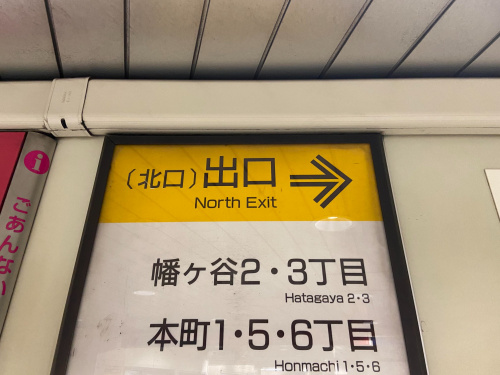 (北口)出口
North Exit
幡ヶ谷2・3丁目
Hatagaya 2・3
本町1・5・6丁目
Honmachi 1・5・6
i
ごあんない